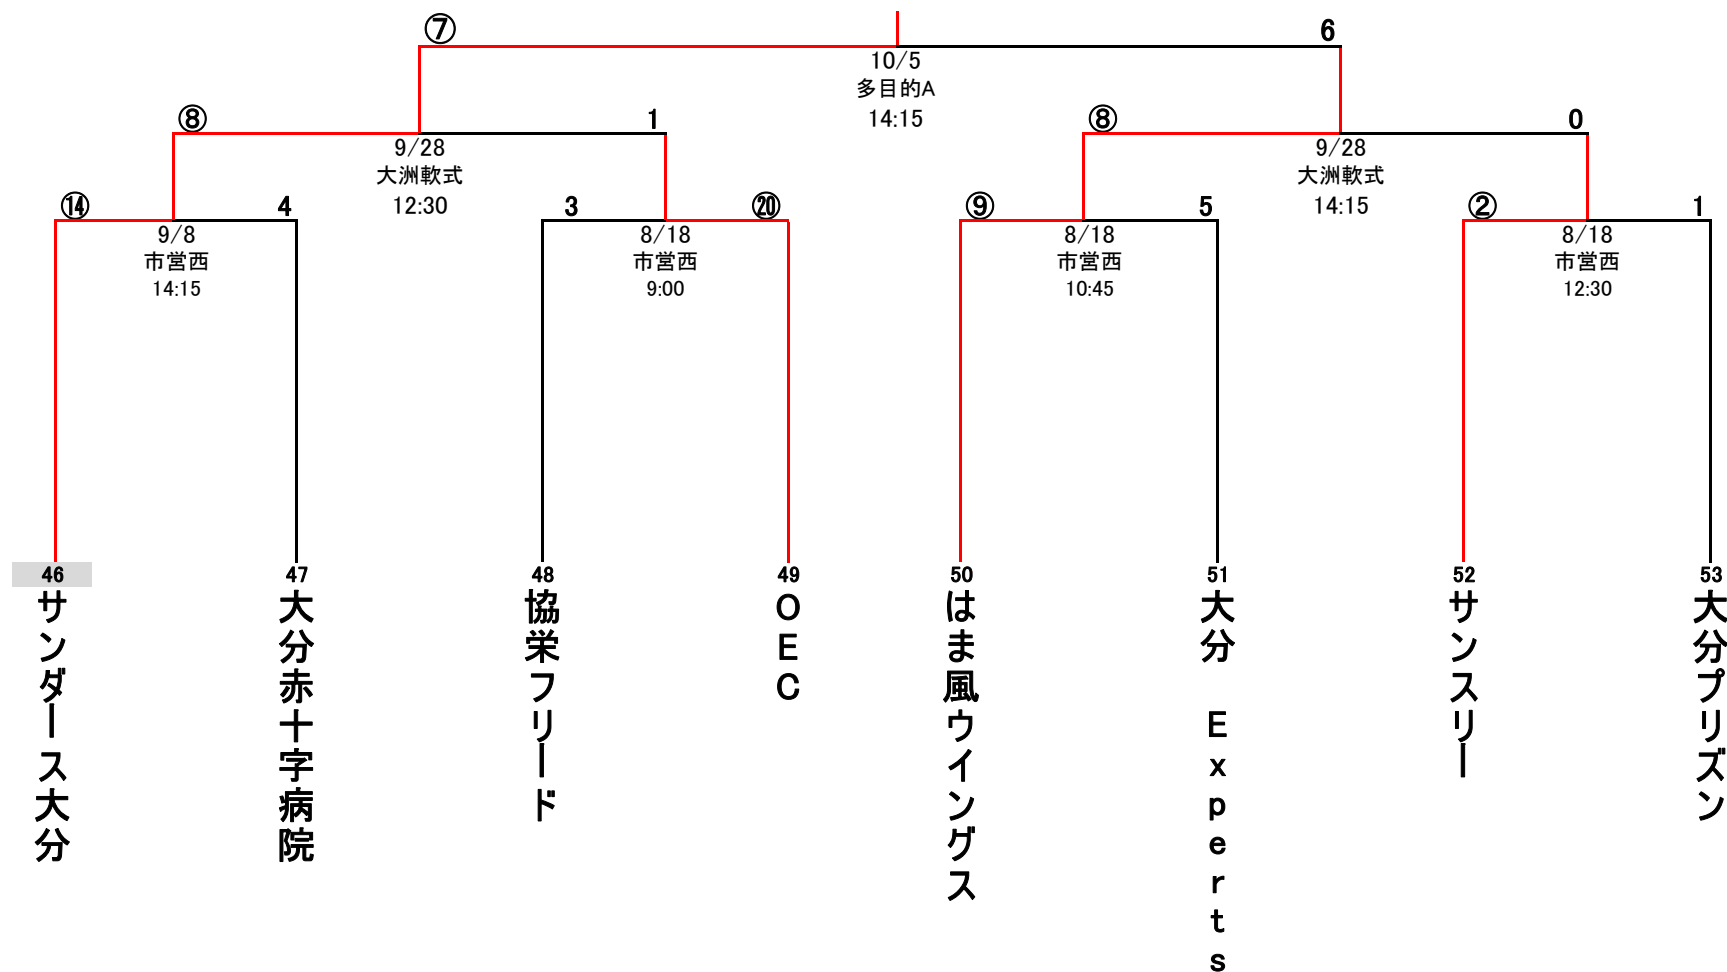 ⑦ 6
10/5
多目的A
14:15
⑧ 1
9/28
大洲軟式
12:30
⑧ 0
9/28
大洲軟式
14:15
⑭ 4
9/8
市営西
14:15
3 ⑳
8/18
市営西
9:00
⑨ 5
8/18
市営西
10:45
② 1
8/18
市営西
12:30
46
サンダース大分
47
大分赤十字病院
48
協栄フリード
49
OEC
50
はま風ウイングス
51
大分 Experts
52
サンスリー
53
大分プリズン